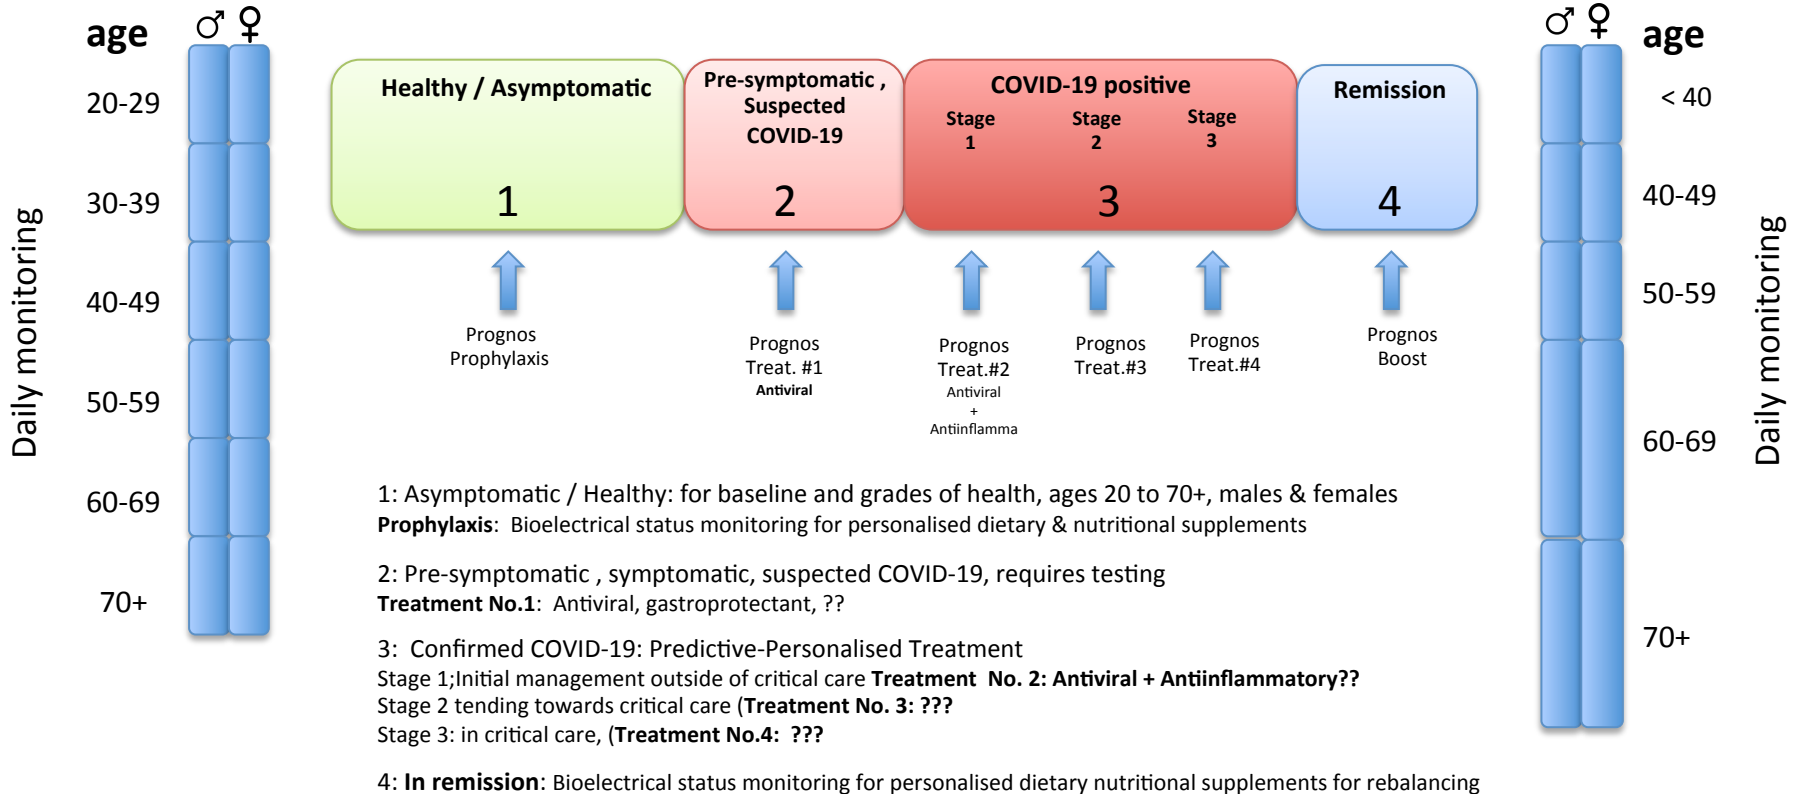 age ♂ ♀
20-29
30-39
40-49
50-59
60-69
70+
Daily monitoring
Healthy / Asymptomatic
1
Pre-symptomatic ,
Suspected
COVID-19
2
COVID-19 positive
Stage
1
Stage
2
Stage
3
3
Remission
4
Prognos
Prophylaxis
Prognos
Treat. #1
Antiviral
Prognos
Treat.#2
Antiviral
+
Antiinflamma
Prognos
Treat.#3
Prognos
Treat.#4
Prognos
Boost
1: Asymptomatic / Healthy: for baseline and grades of health, ages 20 to 70+, males & females
Prophylaxis: Bioelectrical status monitoring for personalised dietary & nutritional supplements
2: Pre-symptomatic , symptomatic, suspected COVID-19, requires testing
Treatment No.1: Antiviral, gastroprotectant, ??
3: Confirmed COVID-19: Predictive-Personalised Treatment
Stage 1;Initial management outside of critical care Treatment No. 2: Antiviral + Antiinflammatory??
Stage 2 tending towards critical care (Treatment No. 3: ???
Stage 3: in critical care, (Treatment No.4: ???
4: In remission: Bioelectrical status monitoring for personalised dietary nutritional supplements for rebalancing
♂ ♀ age
< 40
40-49
50-59
60-69
70+
Daily monitoring